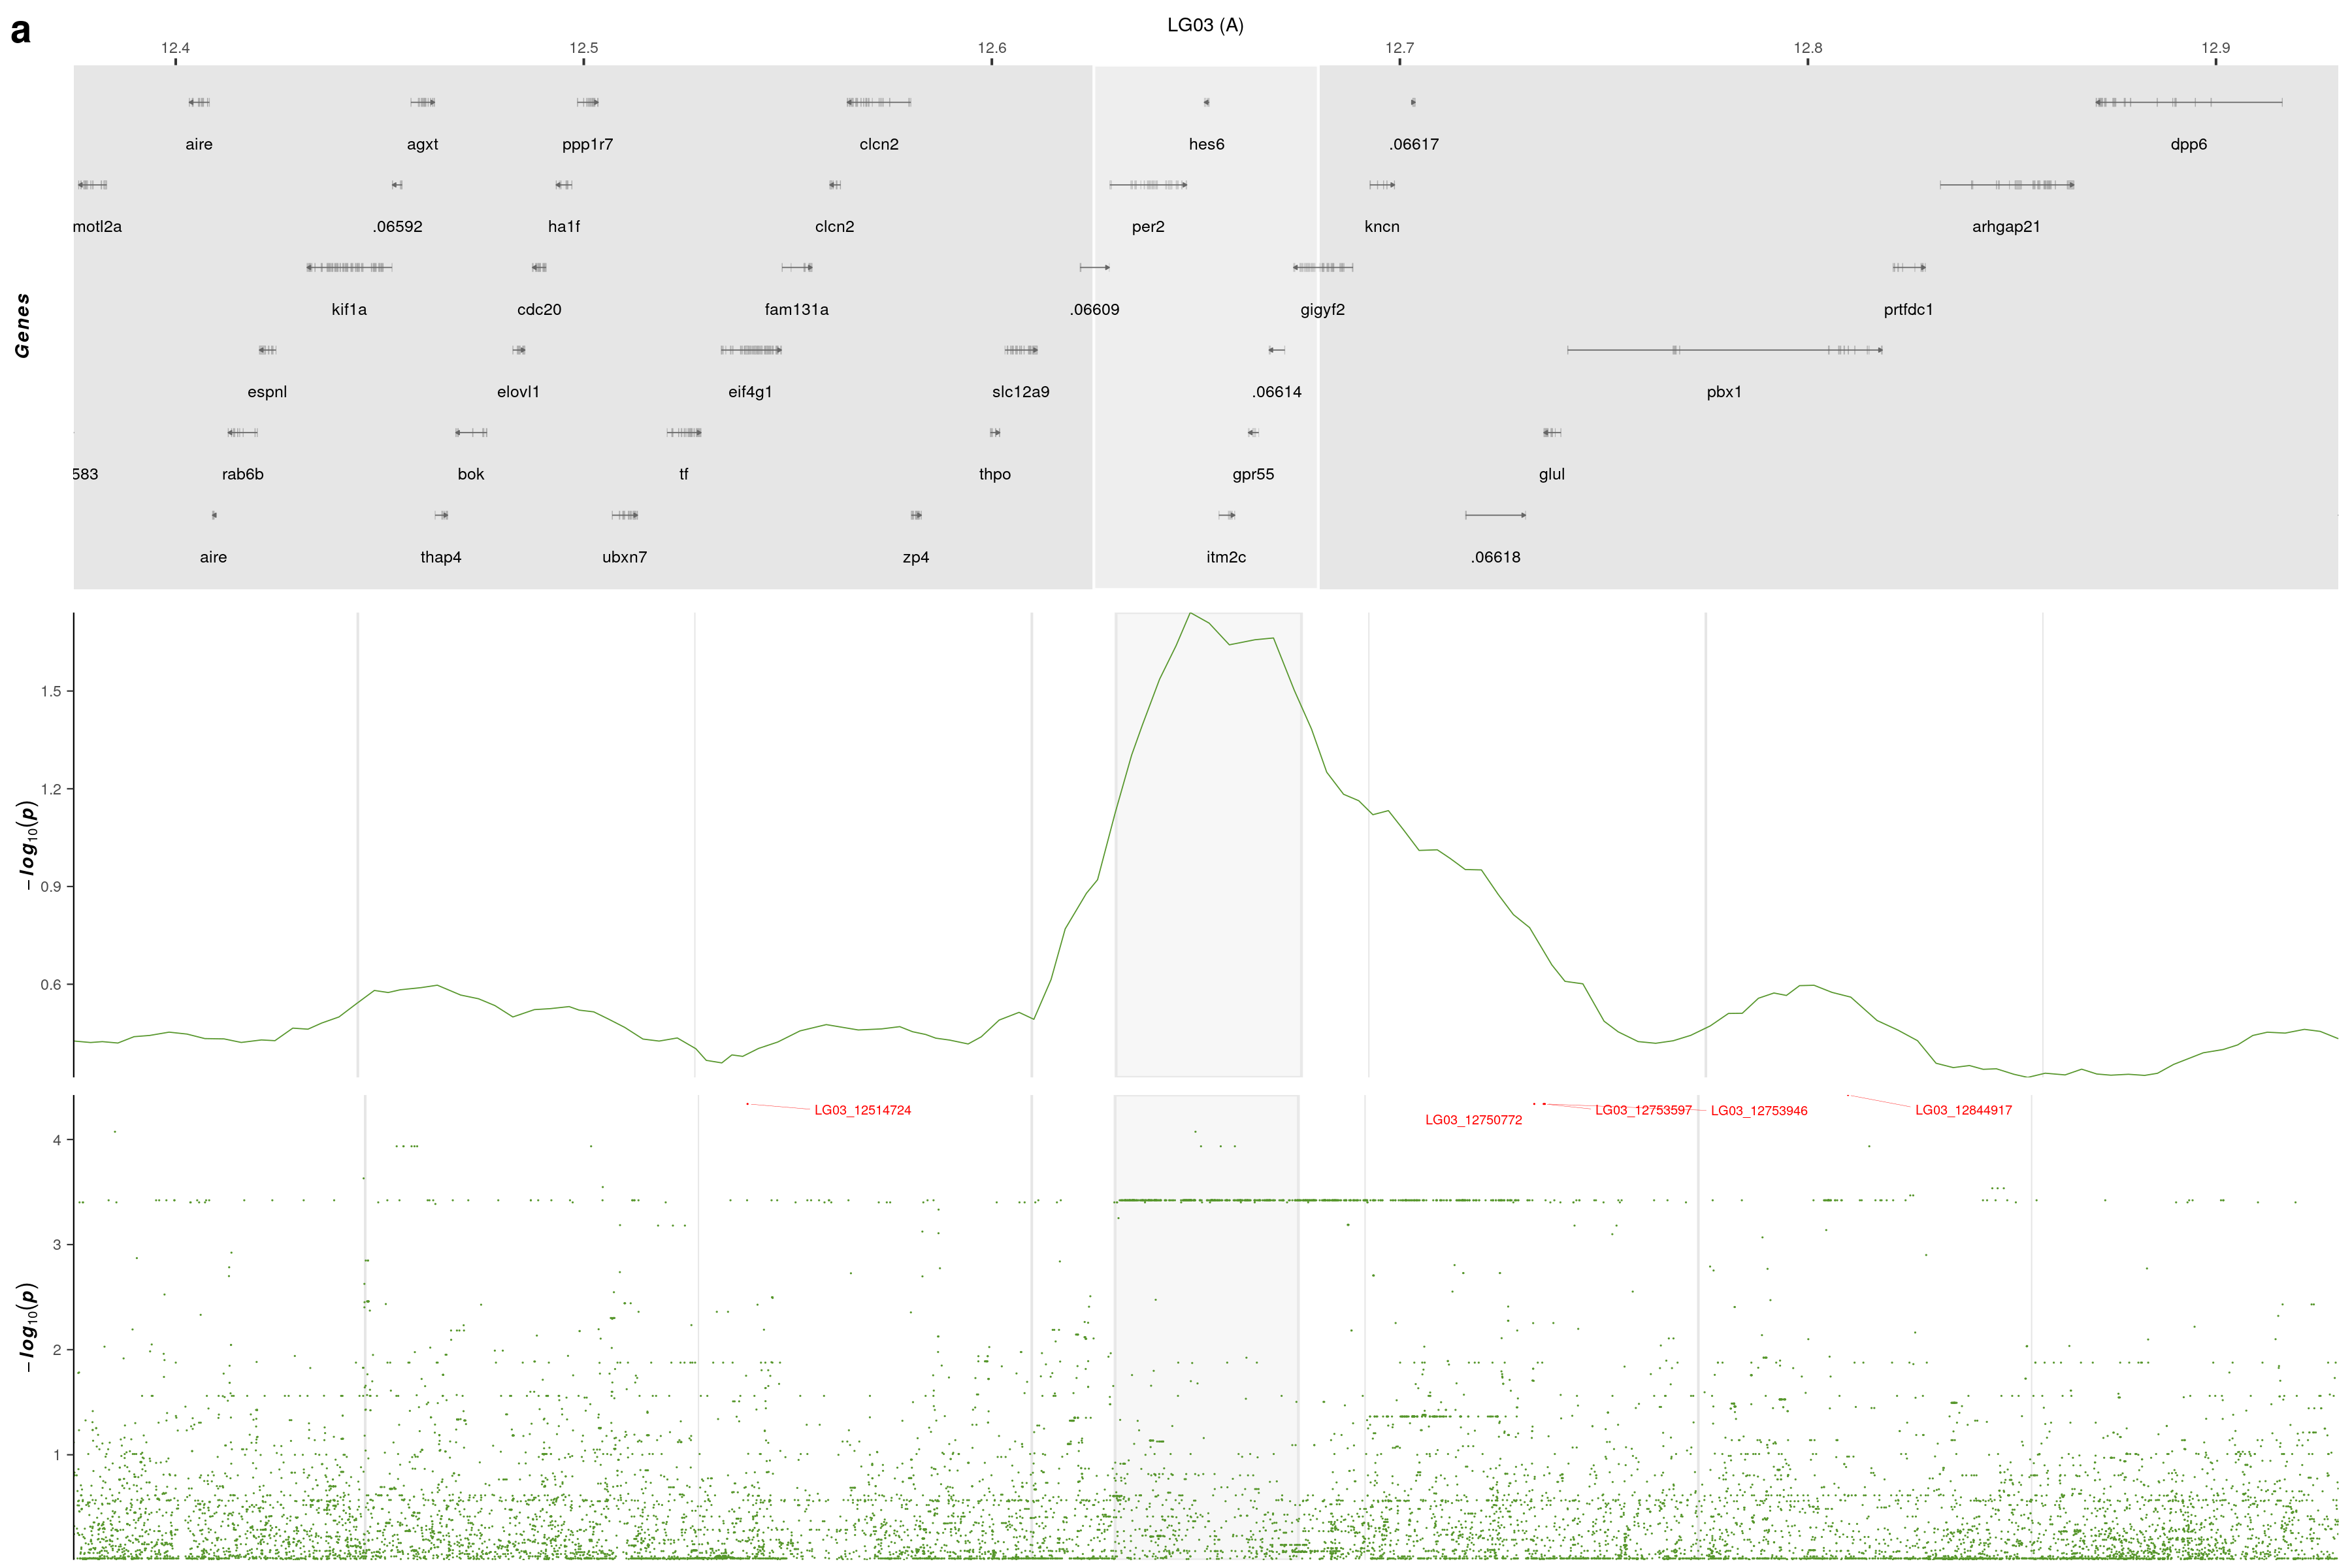 a
LG03 (A)
12.4 12.5 12.6 12.7 12.8 12.9
Genes
aire agxt ppp1r7 clcn2 hes6 .06617 dpp6
motl2a .06592 ha1f clcn2 per2 kncn arhgap21
kif1a cdc20 fam131a .06609 gigyf2 prtfdc1
espnl elovl1 eif4g1 slc12a9 .06614 pbx1
583 rab6b bok tf thpo gpr55 glul
aire thap4 ubxn7 zp4 itm2c .06618
−log10(p)
1.5
1.2
0.9
0.6
−log10(p)
4
3
2
1
LG03_12514724 LG03_12753597 LG03_12753946 LG03_12844917
LG03_12750772